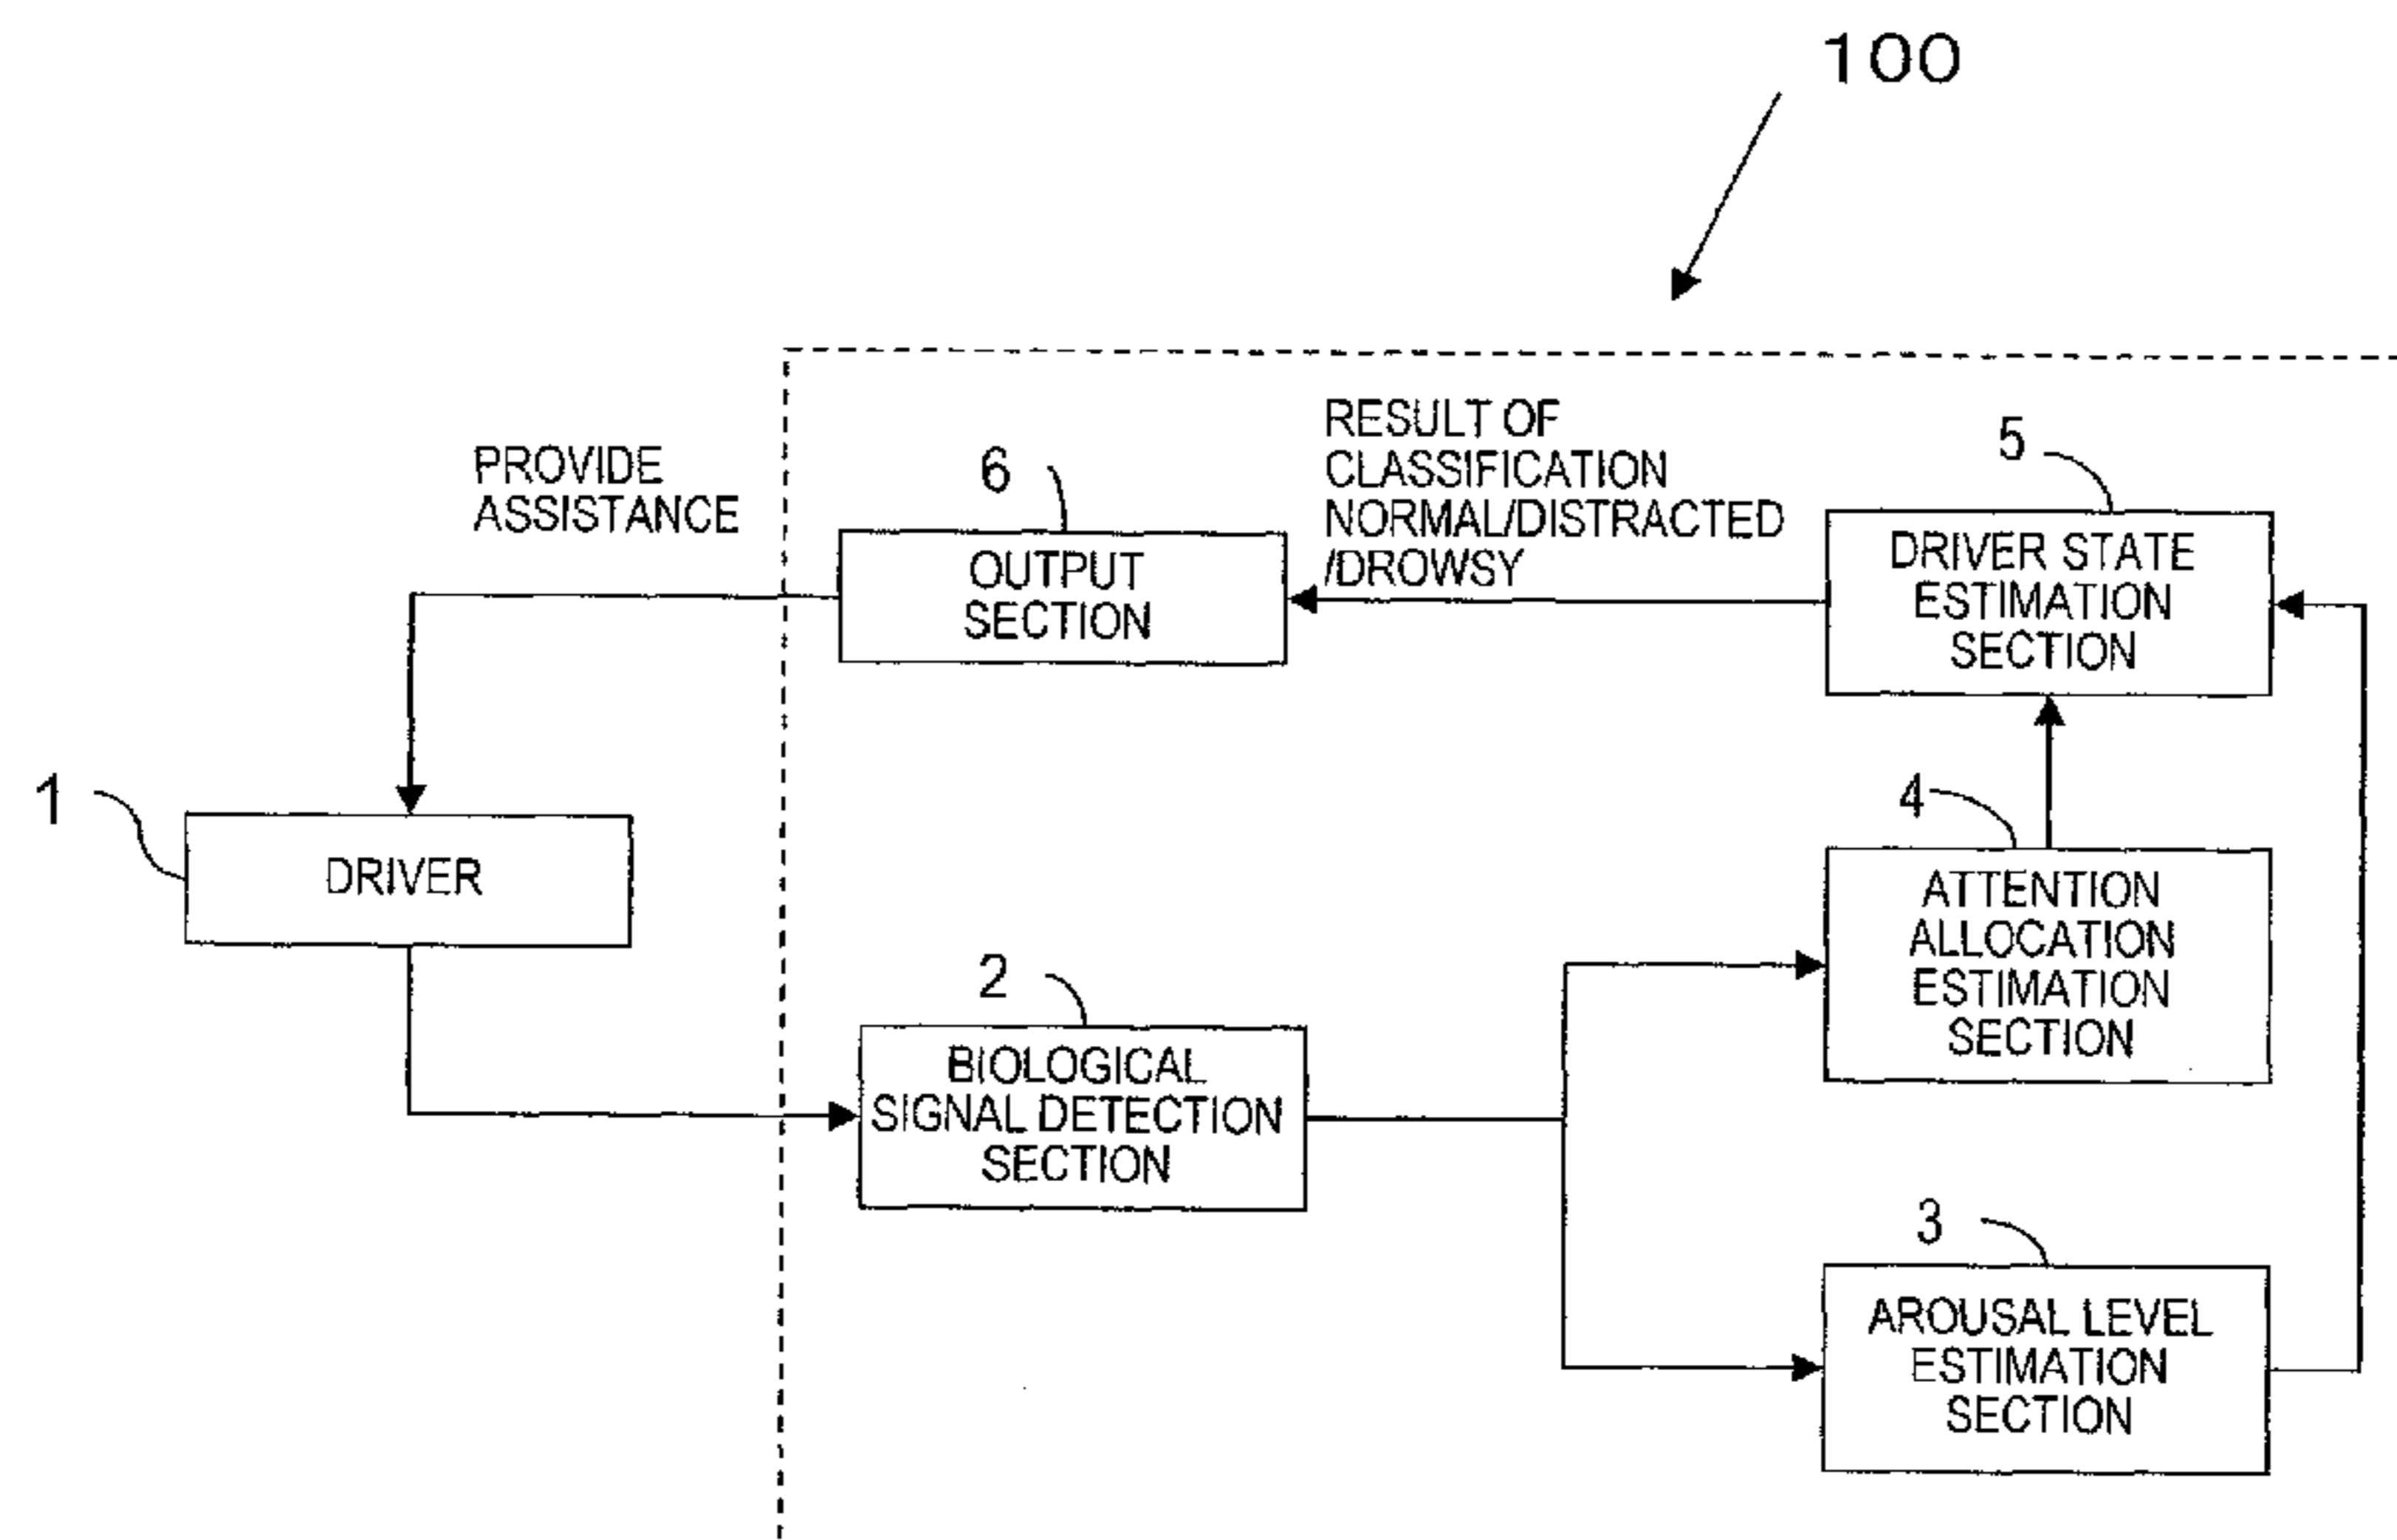 100
PROVIDE
ASSISTANCE
6
OUTPUT
SECTION
RESULT OF
CLASSIFICATION
NORMAL/DISTRACTED
/DROWSY
5
DRIVER STATE
ESTIMATION
SECTION
1
DRIVER
4
ATTENTION
ALLOCATION
ESTIMATION
SECTION
2
BIOLOGICAL
SIGNAL DETECTION
SECTION
3
AROUSAL LEVEL
ESTIMATION
SECTION